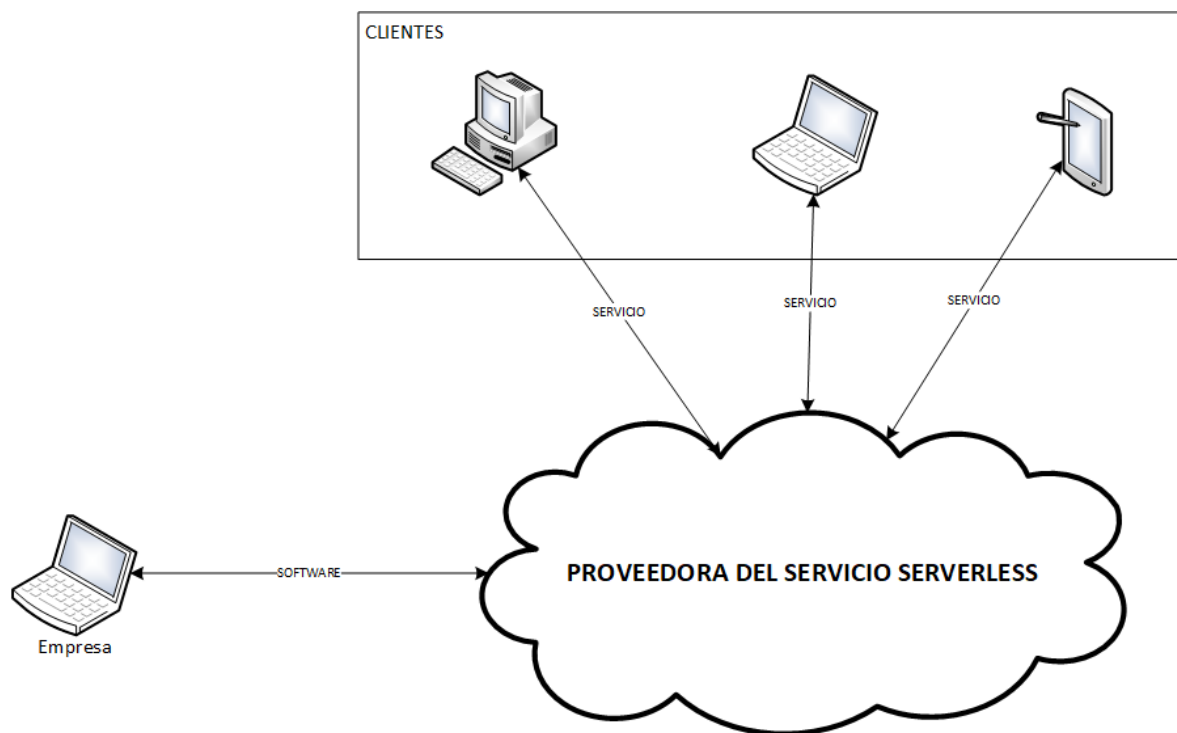 CLIENTES
SERVICIO
SERVICIO
SERVICIO
SOFTWARE
PROVEEDORA DEL SERVICIO SERVERLESS
Empresa